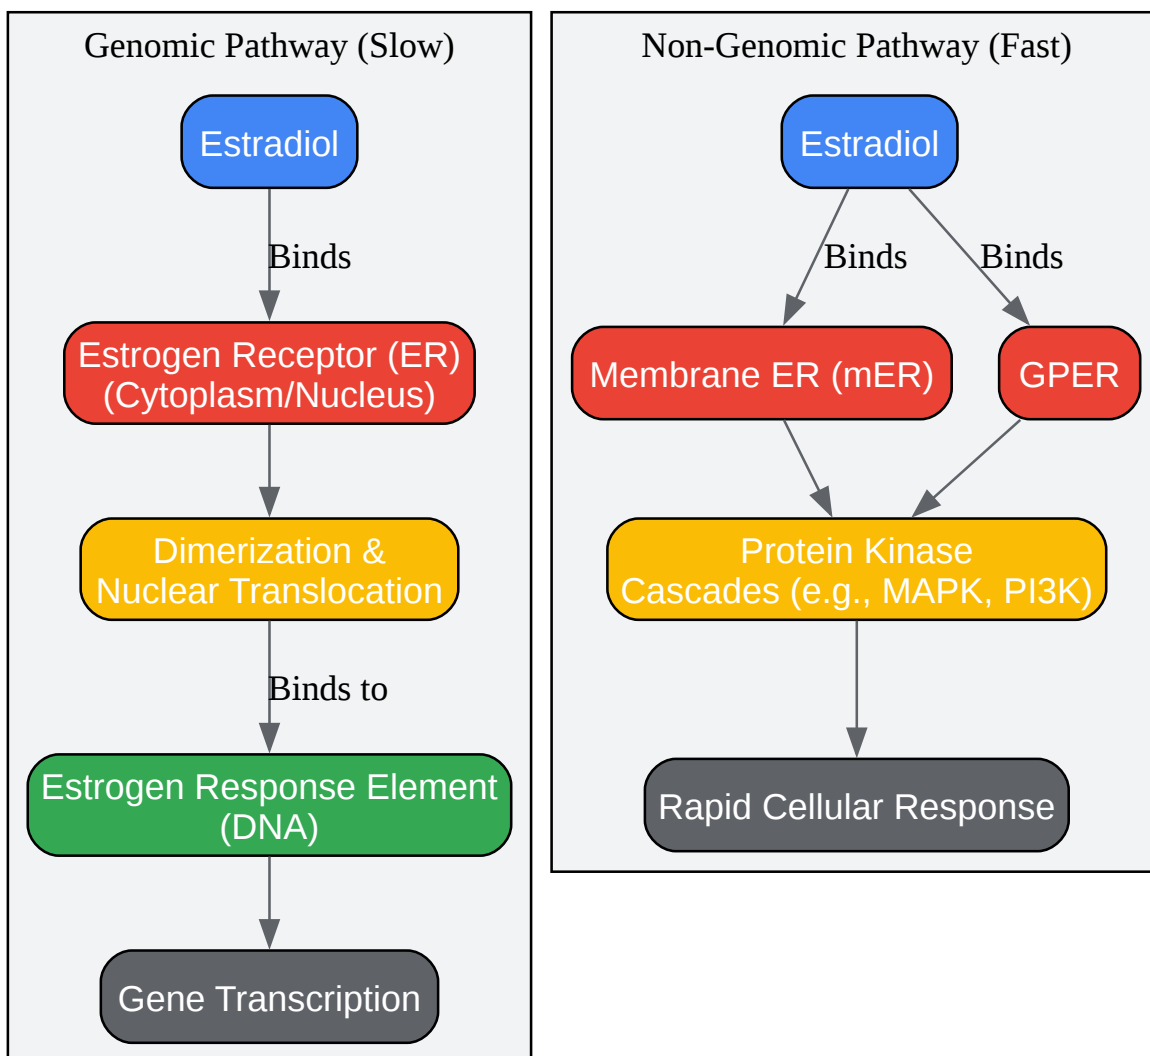 Genomic Pathway (Slow)
Estradiol
Binds
Estrogen Receptor (ER)
(Cytoplasm/Nucleus)
Dimerization &
Nuclear Translocation
Binds to
Estrogen Response Element
(DNA)
Gene Transcription
Non-Genomic Pathway (Fast)
Estradiol
Binds
Binds
Membrane ER (mER)
GPER
Protein Kinase
Cascades (e.g., MAPK, PI3K)
Rapid Cellular Response